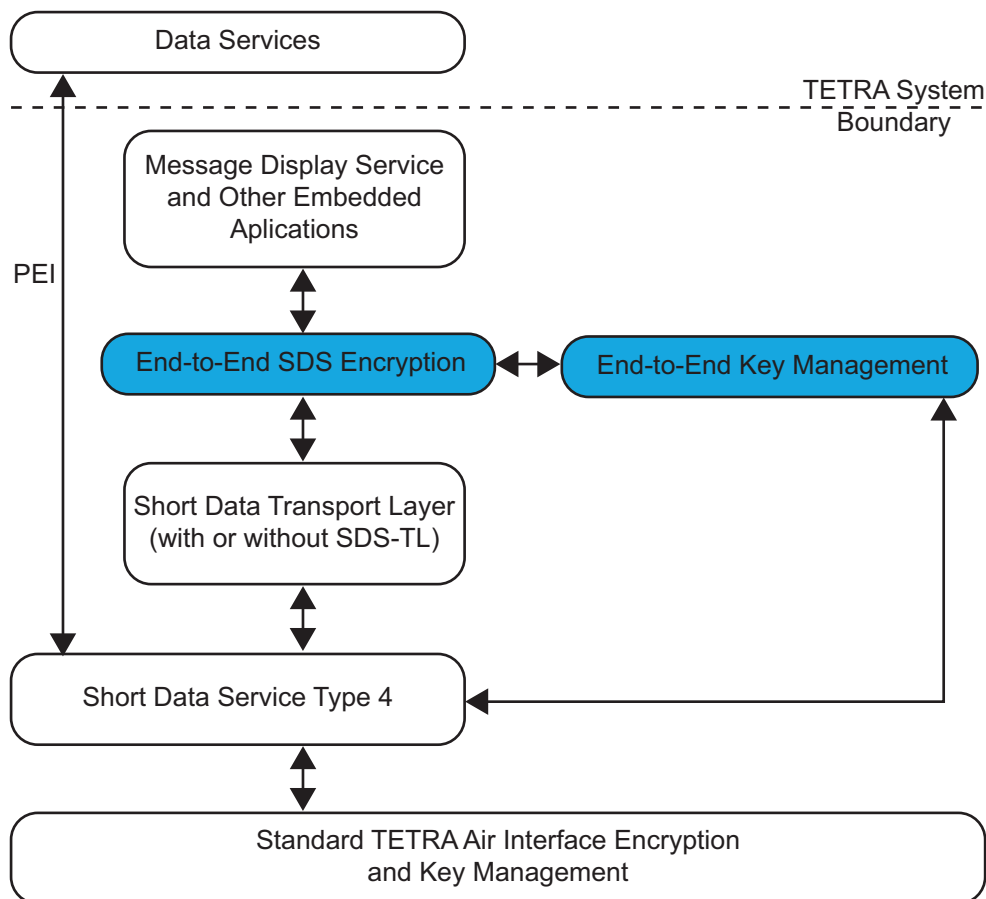 Data Services
TETRA System
Boundary
Message Display Service
and Other Embedded
Aplications
PEI
End-to-End SDS Encryption
End-to-End Key Management
Short Data Transport Layer
(with or without SDS-TL)
Short Data Service Type 4
Standard TETRA Air Interface Encryption
and Key Management